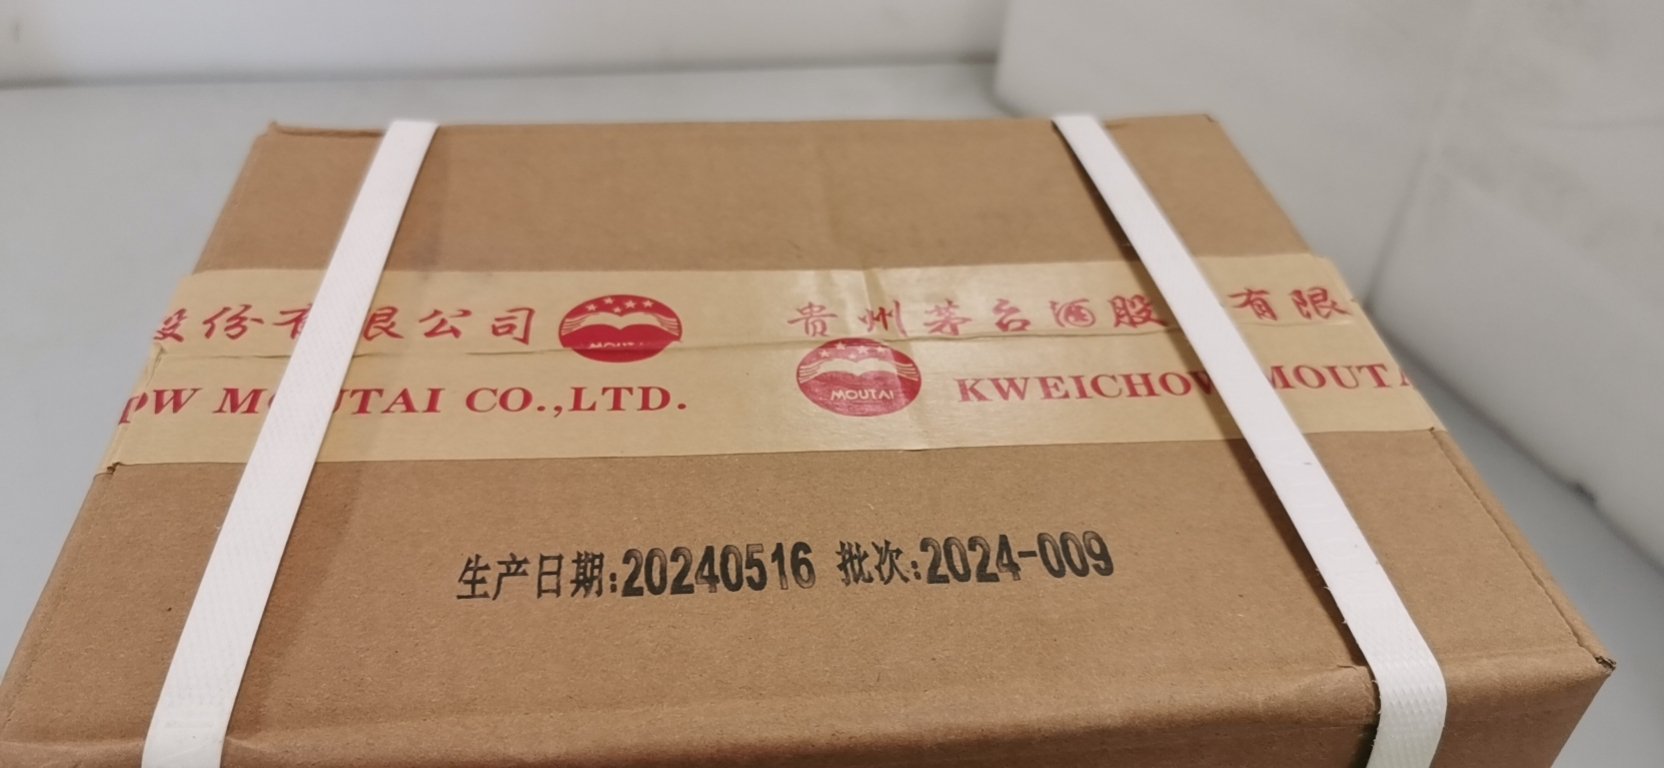 股份有限公司
贵州茅台酒股 有限
MOUTAI
KWEICHOW MOUTAI
OW MOUTAI CO.,LTD.
生产日期:20240516 批次:2024-009